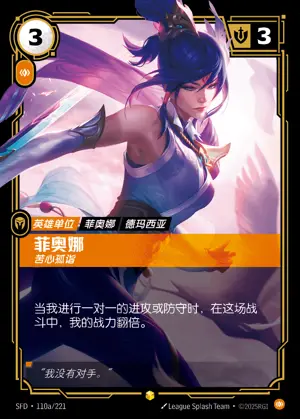 3
3
英雄单位
菲奥娜
德玛西亚
菲奥娜
苦心孤诣
当我进行一对一的进攻或防守时，在这场战
斗中，我的战力翻倍。
“我没有对手。”
SFD • 110a/221
League Splash Team
©2025RGI